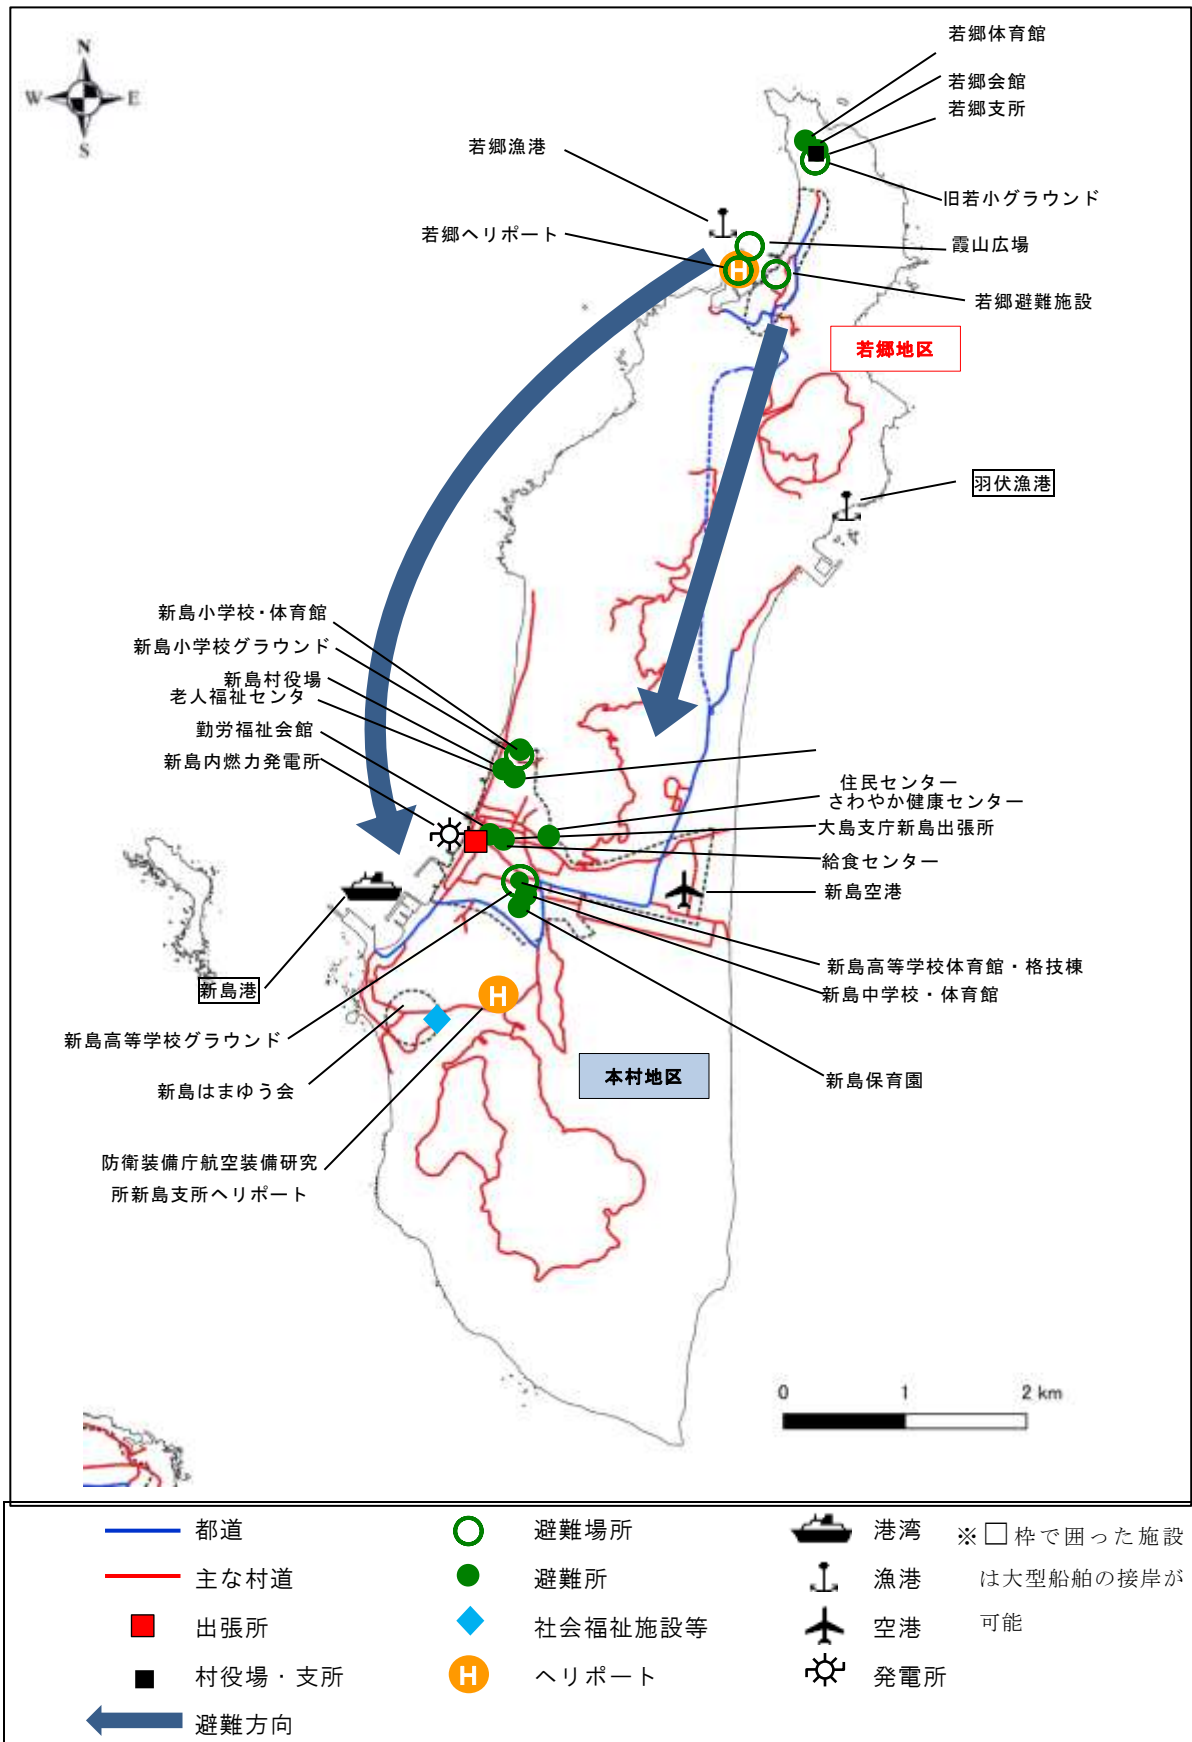 N
W
E
S
若郷体育館
若郷会館
若郷支所
若郷漁港
旧若小グラウンド
若郷ヘリポート
霞山広場
H
若郷避難施設
若郷地区
羽伏漁港
新島小学校・体育館
新島小学校グラウンド
新島村役場
老人福祉センタ
勤労福祉会館
新島内燃力発電所
住民センター
さわやか健康センター
大島支庁新島出張所
給食センター
新島空港
新島高等学校体育館・格技棟
新島港
新島中学校・体育館
H
新島高等学校グラウンド
本村地区
新島保育園
新島はまゆう会
防衛装備庁航空装備研究
所新島支所ヘリポート
0 1 2 km
都道
主な村道
出張所
村役場・支所
避難方向
避難場所
避難所
社会福祉施設等
H
ヘリポート
港湾
漁港
空港
発電所
※□枠で囲った施設
は大型船舶の接岸が
可能